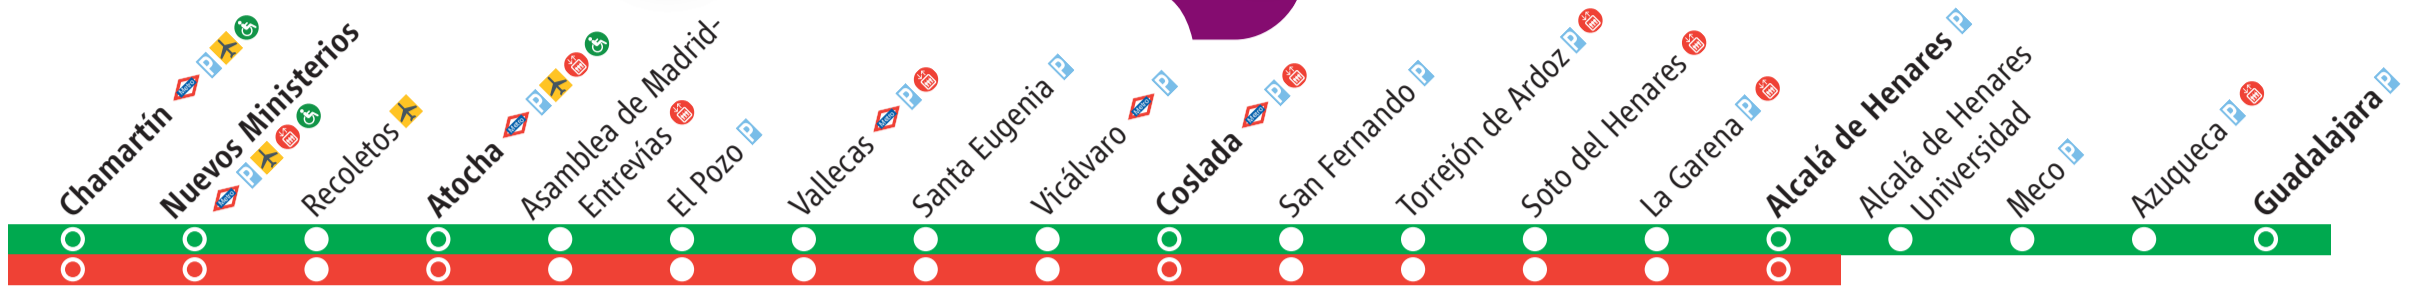 Chamartín
Nuevos Ministerios
Recoletos
Atocha
Asamblea de Madrid-
Entrevías
El Pozo
Vallecas
Santa Eugenia
Vicálvaro
Coslada
San Fernando
Torrejón de Ardoz
Soto del Henares
La Garena
Alcalá de Henares
Alcalá de Henares
Universidad
Meco
Azuqueca
Guadalajara